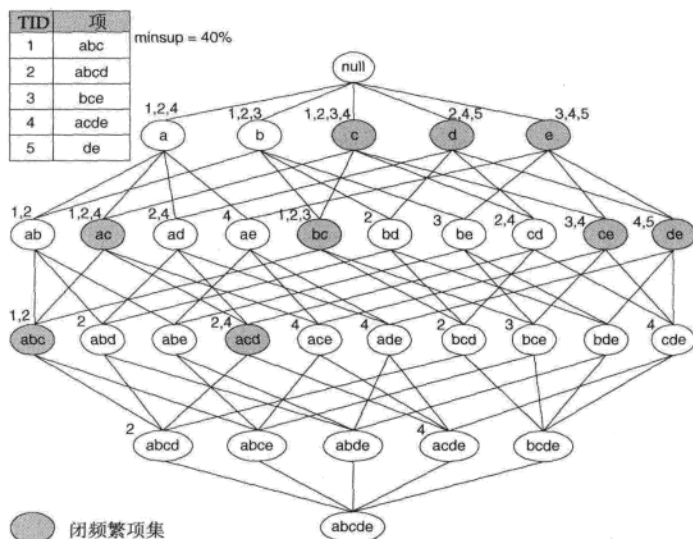 TID 项
1 abc
2 abcd
3 bce
4 acde
5 de
minsup = 40%
null
1,2,4 1,2,3 1,2,3,4 2,4,5 3,4,5
a b c d e
1,2 1,2,4 2,4 4 1,2,3 2 3 2,4 3,4 4,5
ab ac ad ae bc bd be cd ce de
1,2 2 2,4 4 4 2 3 4
abc abd abe acd ace ade bcd bce bde cde
2 4
abcd abce abde acde bcde
abcde
闭频繁项集